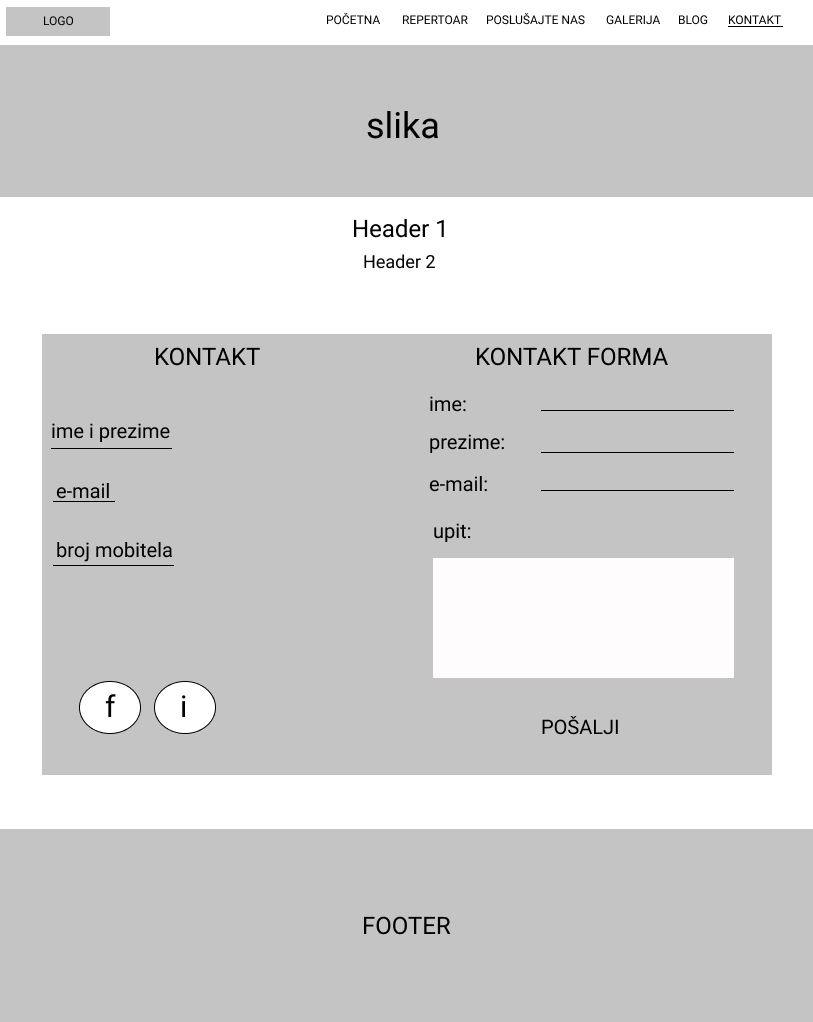 LOGO
POČETNA REPERTOAR POSLUŠAJTE NAS GALERIJA BLOG KONTAKT
slika
Header 1
Header 2
KONTAKT
ime i prezime
e-mail
broj mobitela
f i
KONTAKT FORMA
ime:
prezime:
e-mail:
upit:
POŠALJI
FOOTER